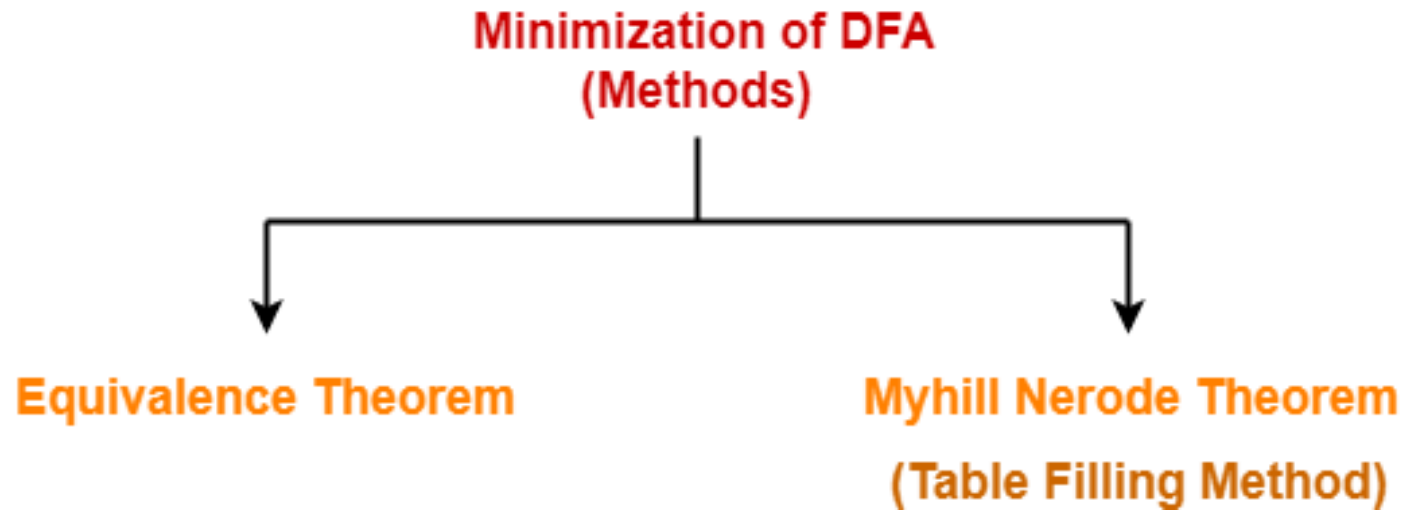 Minimization of DFA
(Methods)
Equivalence Theorem
Myhill Nerode Theorem
(Table Filling Method)